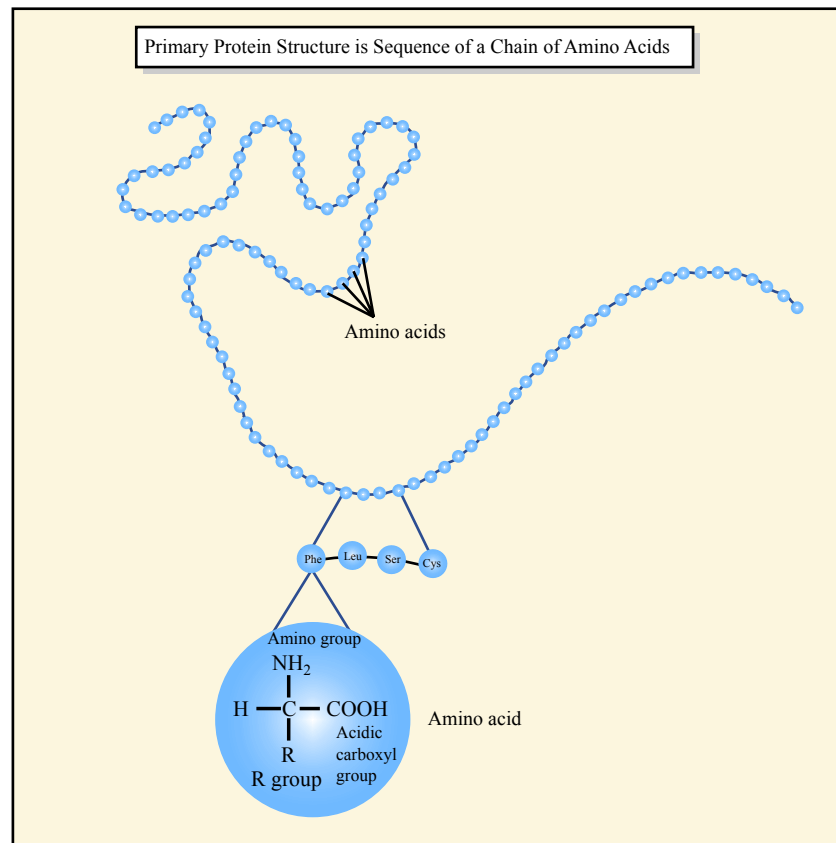 Primary Protein Structure is Sequence of a Chain of Amino Acids
Amino acids
Phe
Leu
Ser
Cys
Amino group
NH₂
H
C
COOH
R
R group
Acidic
carboxyl
group
Amino acid